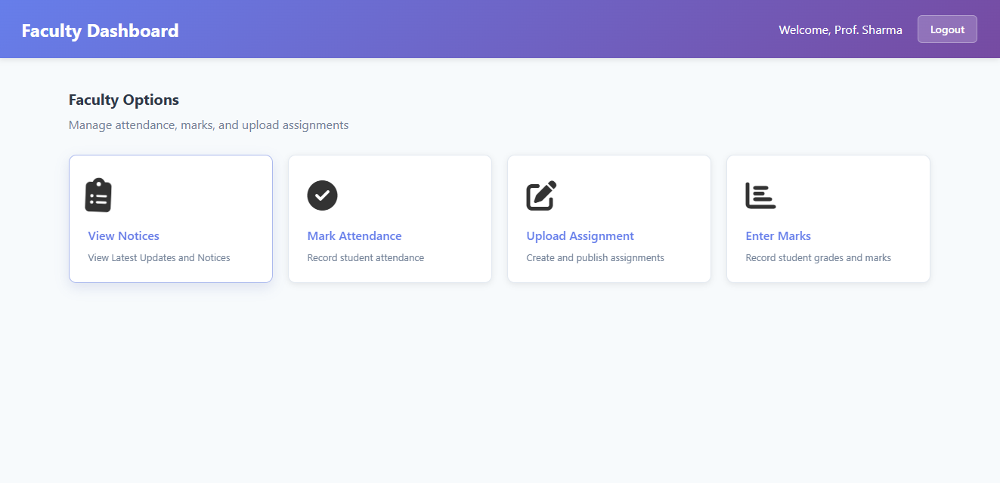 Faculty Dashboard
Welcome, Prof. Sharma
Logout
Faculty Options
Manage attendance, marks, and upload assignments
View Notices
View Latest Updates and Notices
Mark Attendance
Record student attendance
Upload Assignment
Create and publish assignments
Enter Marks
Record student grades and marks